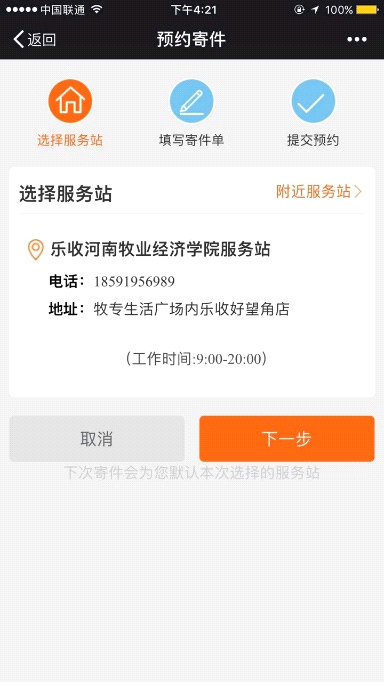 中国联通 下午4:21 100%
返回 预约寄件
选择服务站 填写寄件单 提交预约
选择服务站 附近服务站
乐收河南牧业经济学院服务站
电话：18591956989
地址：牧专生活广场内乐收好望角店
（工作时间:9:00-20:00）
取消 下一步
下次寄件会为您默认本次选择的服务站